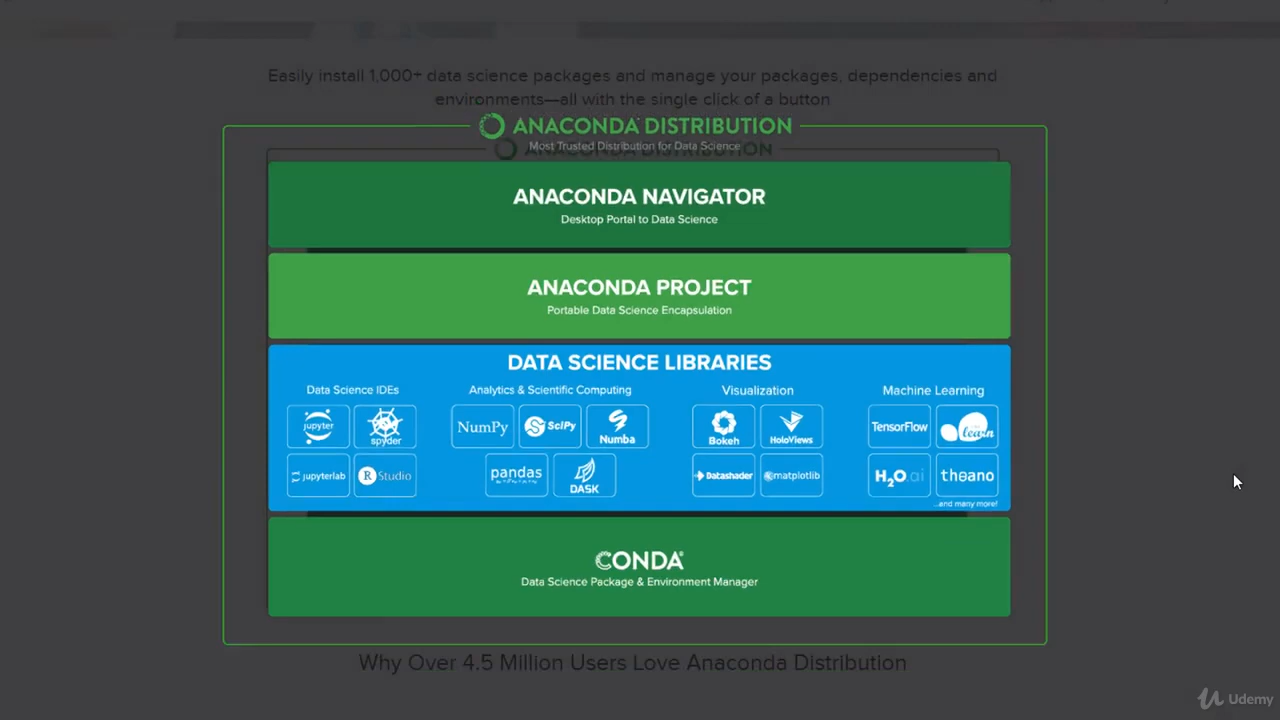 Easily install 1,000+ data science packages and manage your packages, dependencies and
environments—all with the single click of a button
ANACONDA DISTRIBUTION
Most Trusted Distribution for Data Science
ANACONDA DISTRIBUTION
ANACONDA NAVIGATOR
Desktop Portal to Data Science
ANACONDA PROJECT
Portable Data Science Encapsulation
DATA SCIENCE LIBRARIES
Data Science IDEs
Analytics & Scientific Computing
Visualization
Machine Learning
jupyter
spyder
NumPy
SciPy
Numba
Bokeh
HoloViews
TensorFlow
learn
jupyterlab
R Studio
pandas
DASK
Datashader
matplotlib
H2O.ai
theano
...and many more!
CONDA
Data Science Package & Environment Manager
Why Over 4.5 Million Users Love Anaconda Distribution
Udemy